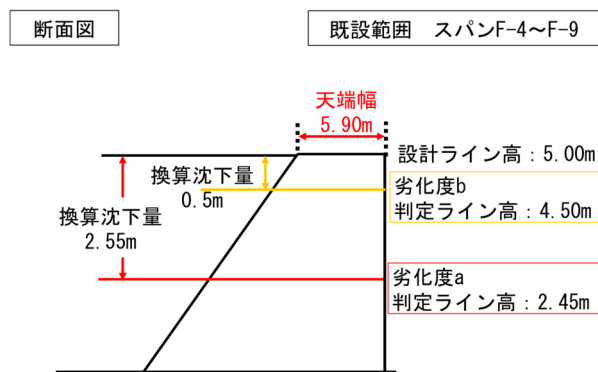 断面図
既設範囲　スパンF-4～F-9
天端幅
5.90m
設計ライン高：5.00m
換算沈下量
0.5m
劣化度b
判定ライン高：4.50m
換算沈下量
2.55m
劣化度a
判定ライン高：2.45m